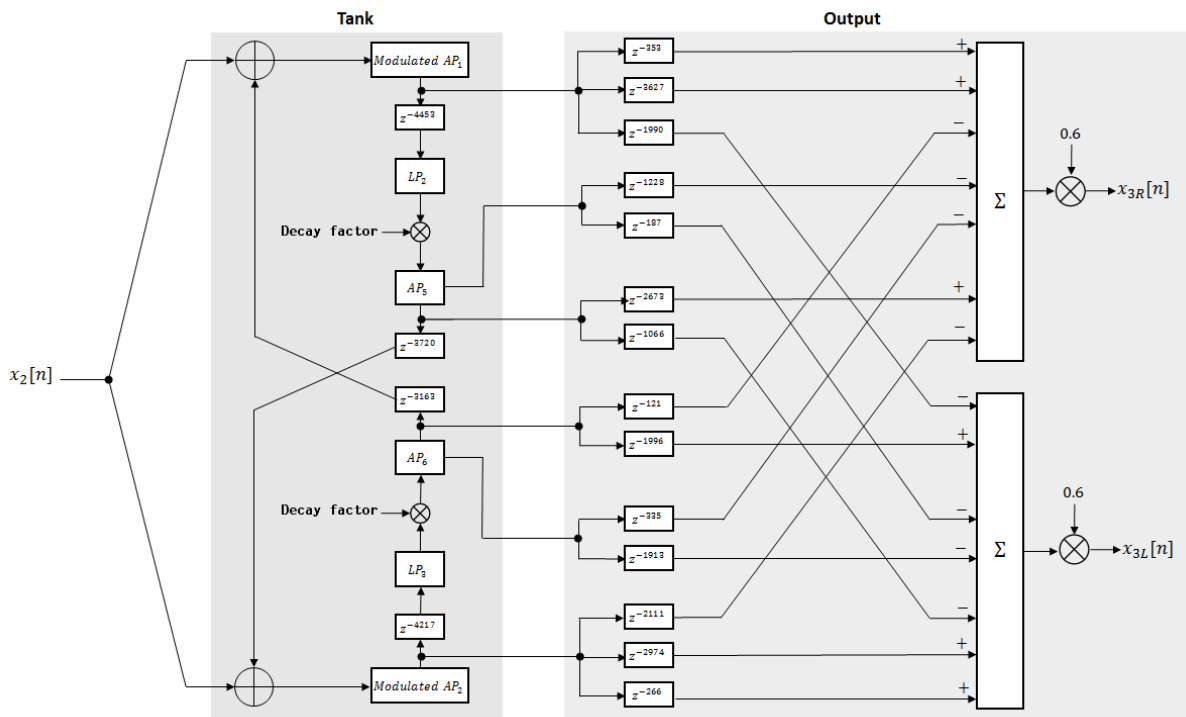 Tank
Output
Modulated AP₁
z⁻³⁵³
+
z⁻³⁶²⁷
+
z⁻⁴⁴⁵³
z⁻¹⁹⁹⁰
−
0.6
LP₂
z⁻¹²²⁸
−
Σ
x₃R[n]
Decay factor
z⁻¹⁸⁷
−
AP₅
z⁻²⁶⁷³
+
z⁻³⁷²⁰
z⁻¹⁰⁶⁶
−
x₂[n]
z⁻³¹⁶³
z⁻¹²¹
−
AP₆
z⁻¹⁹⁹⁶
+
0.6
Decay factor
z⁻³³⁵
−
LP₃
z⁻¹⁹¹³
−
Σ
x₃L[n]
z⁻⁴²¹⁷
z⁻²¹¹¹
−
z⁻²⁹⁷⁴
+
Modulated AP₂
z⁻²⁶⁶
+